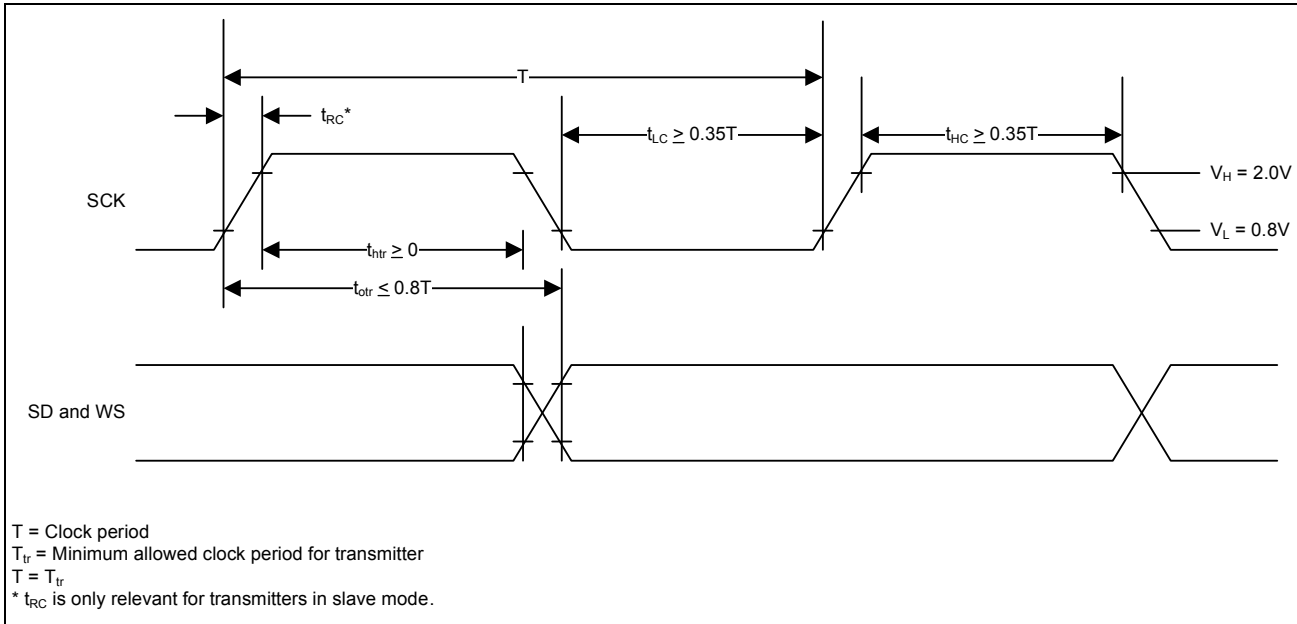 T
t_RC*
t_LC ≥ 0.35T
t_HC ≥ 0.35T
V_H = 2.0V
SCK
V_L = 0.8V
t_htr ≥ 0
t_otr ≤ 0.8T
SD and WS
T = Clock period
T_tr = Minimum allowed clock period for transmitter
T = T_tr
* t_RC is only relevant for transmitters in slave mode.